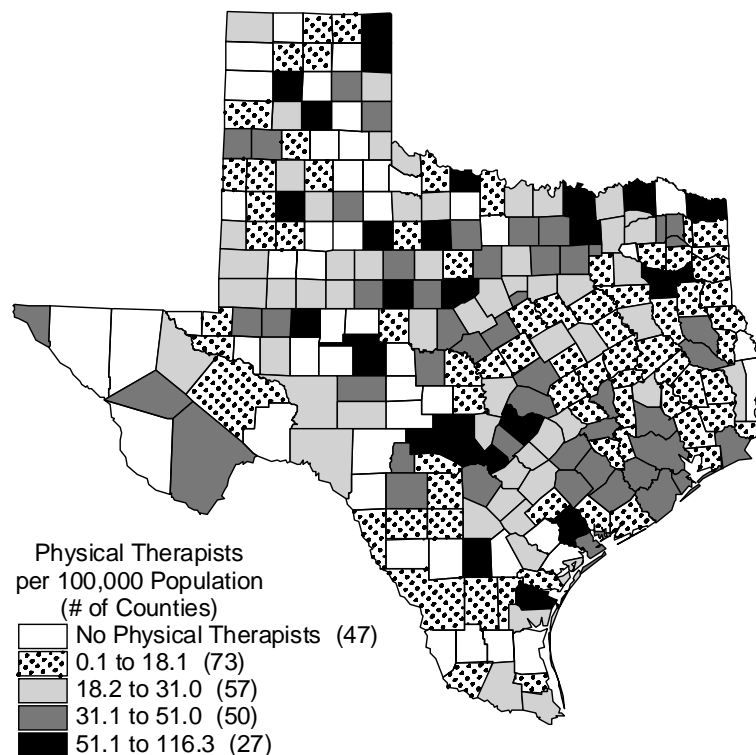 Physical Therapists
per 100,000 Population
(# of Counties)
No Physical Therapists (47)
0.1 to 18.1 (73)
18.2 to 31.0 (57)
31.1 to 51.0 (50)
51.1 to 116.3 (27)